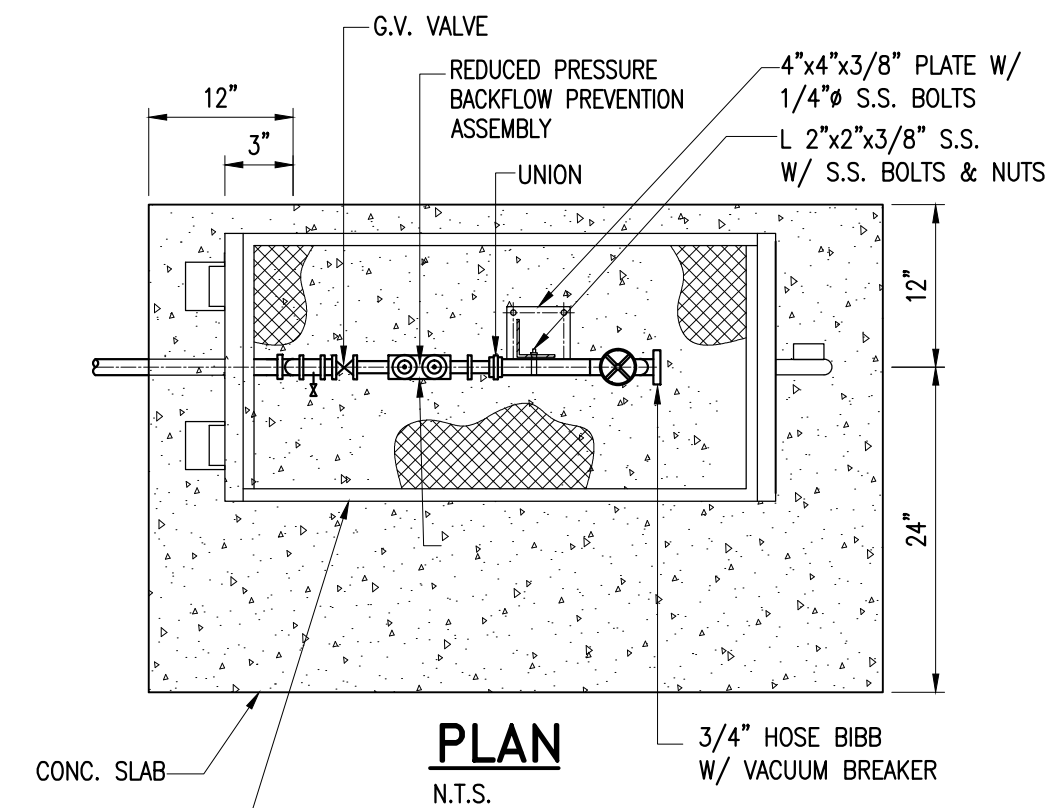 G.V. VALVE
REDUCED PRESSURE
BACKFLOW PREVENTION
ASSEMBLY
UNION
4"x4"x3/8" PLATE W/
1/4"ø S.S. BOLTS
L 2"x2"x3/8" S.S.
W/ S.S. BOLTS & NUTS
12"
3"
12"
24"
CONC. SLAB
PLAN
N.T.S.
3/4" HOSE BIBB
W/ VACUUM BREAKER